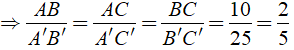 ⇒ AB/A′B′ = AC/A′C′ = BC/B′C′ = 10/25 = 2/5